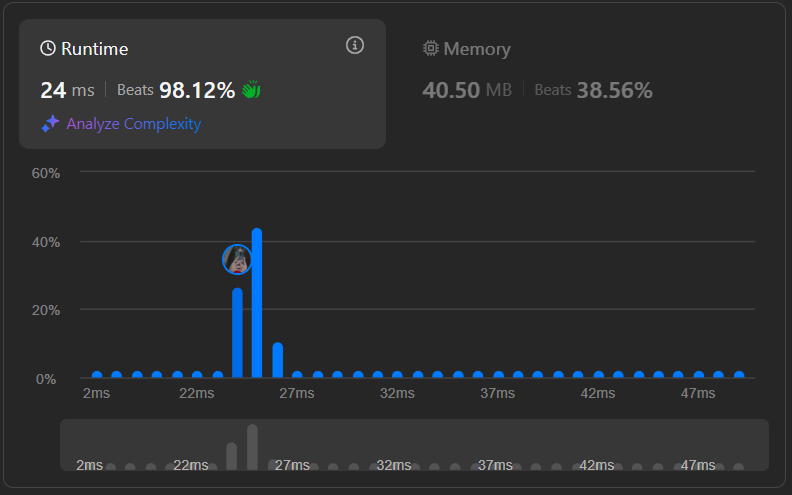 Runtime
24 ms | Beats 98.12%
Analyze Complexity
Memory
40.50 MB | Beats 38.56%
60%
40%
20%
0%
2ms 22ms 27ms 32ms 37ms 42ms 47ms
2ms 22ms 27ms 32ms 37ms 42ms 47ms